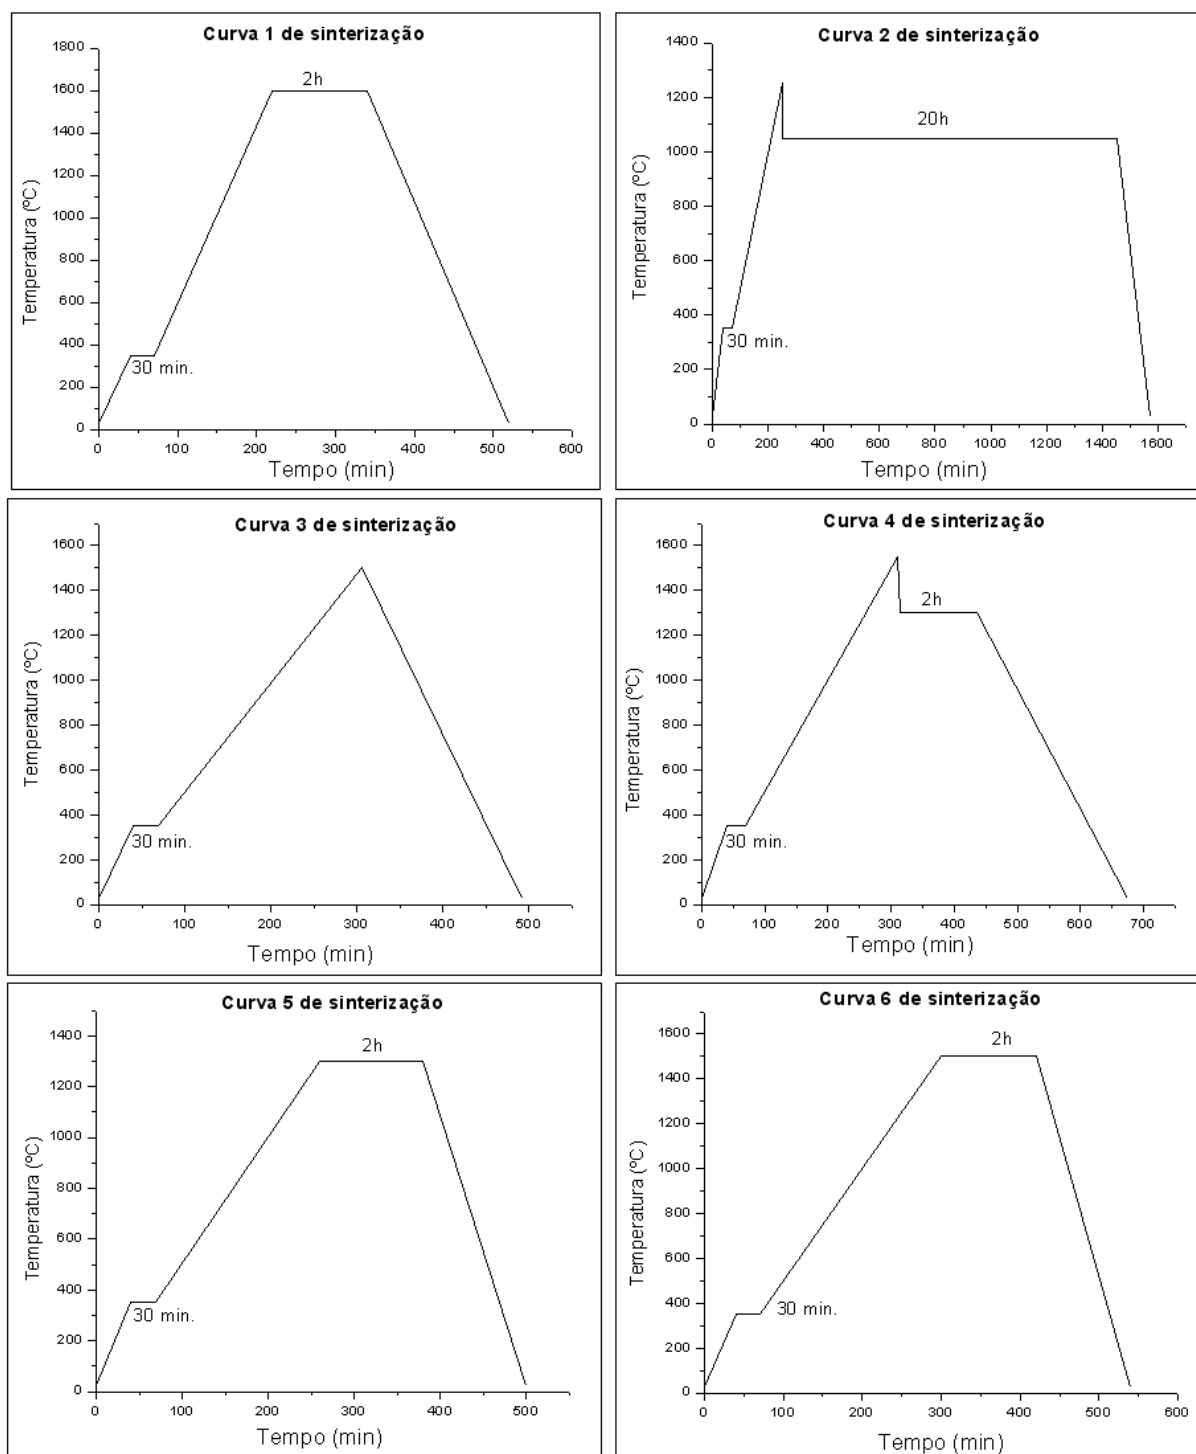 Curva 1 de sinterização
1800
1600
1400
1200
1000
800
600
400
200
0
Temperatura (ºC)
2h
30 min.
0 100 200 300 400 500 600
Tempo (min)
Curva 2 de sinterização
1400
1200
1000
800
600
400
200
0
Temperatura (ºC)
20h
30 min.
0 200 400 600 800 1000 1200 1400 1600
Tempo (min)
Curva 3 de sinterização
1600
1400
1200
1000
800
600
400
200
0
Temperatura (ºC)
30 min.
0 100 200 300 400 500
Tempo (min)
Curva 4 de sinterização
1600
1400
1200
1000
800
600
400
200
0
Temperatura (ºC)
2h
30 min.
0 100 200 300 400 500 600 700
Tempo (min)
Curva 5 de sinterização
1400
1200
1000
800
600
400
200
0
Temperatura (ºC)
2h
30 min.
0 100 200 300 400 500
Tempo (min)
Curva 6 de sinterização
1600
1400
1200
1000
800
600
400
200
0
Temperatura (ºC)
2h
30 min.
0 100 200 300 400 500 600
Tempo (min)